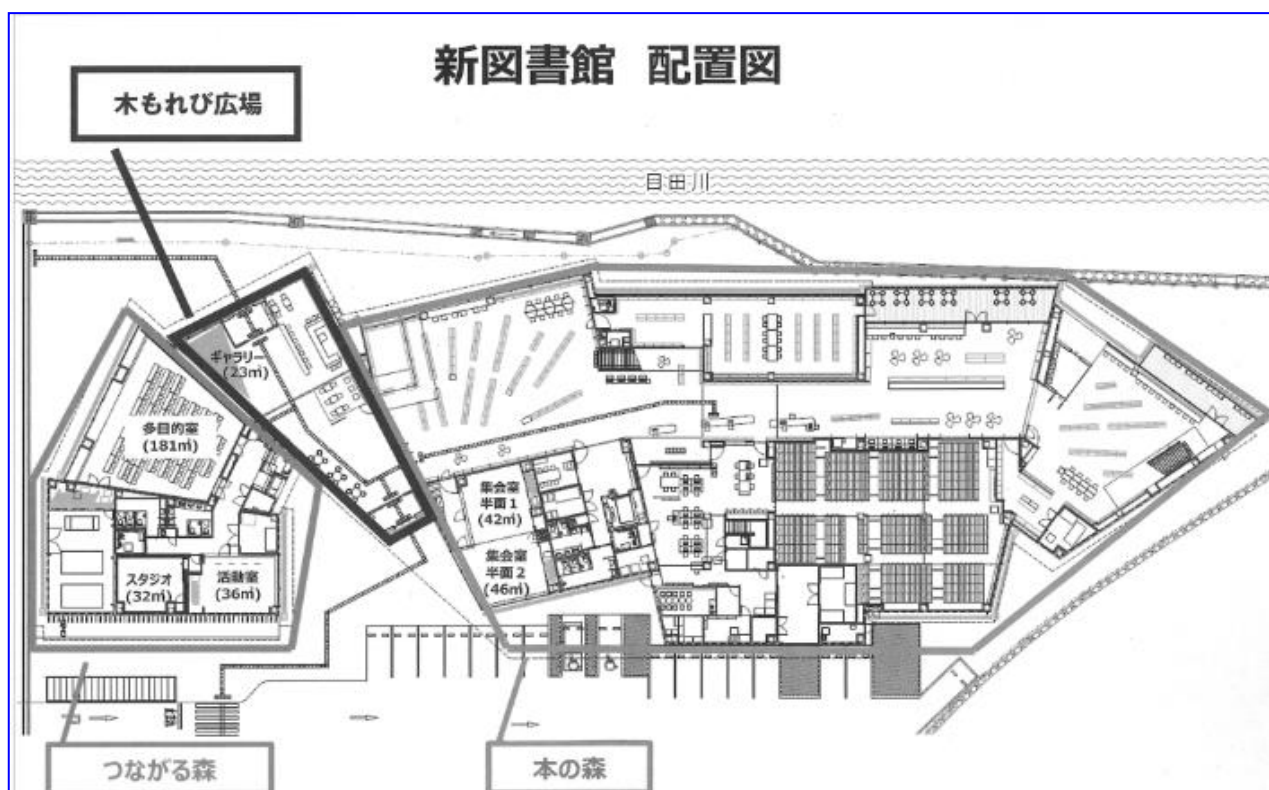 新図書館 配置図
木もれび広場
目田川
ギャラリー
(23㎡)
多目的室
(181㎡)
集会室
半面1
(42㎡)
集会室
半面2
(46㎡)
スタジオ
(32㎡)
活動室
(36㎡)
つながる森
本の森